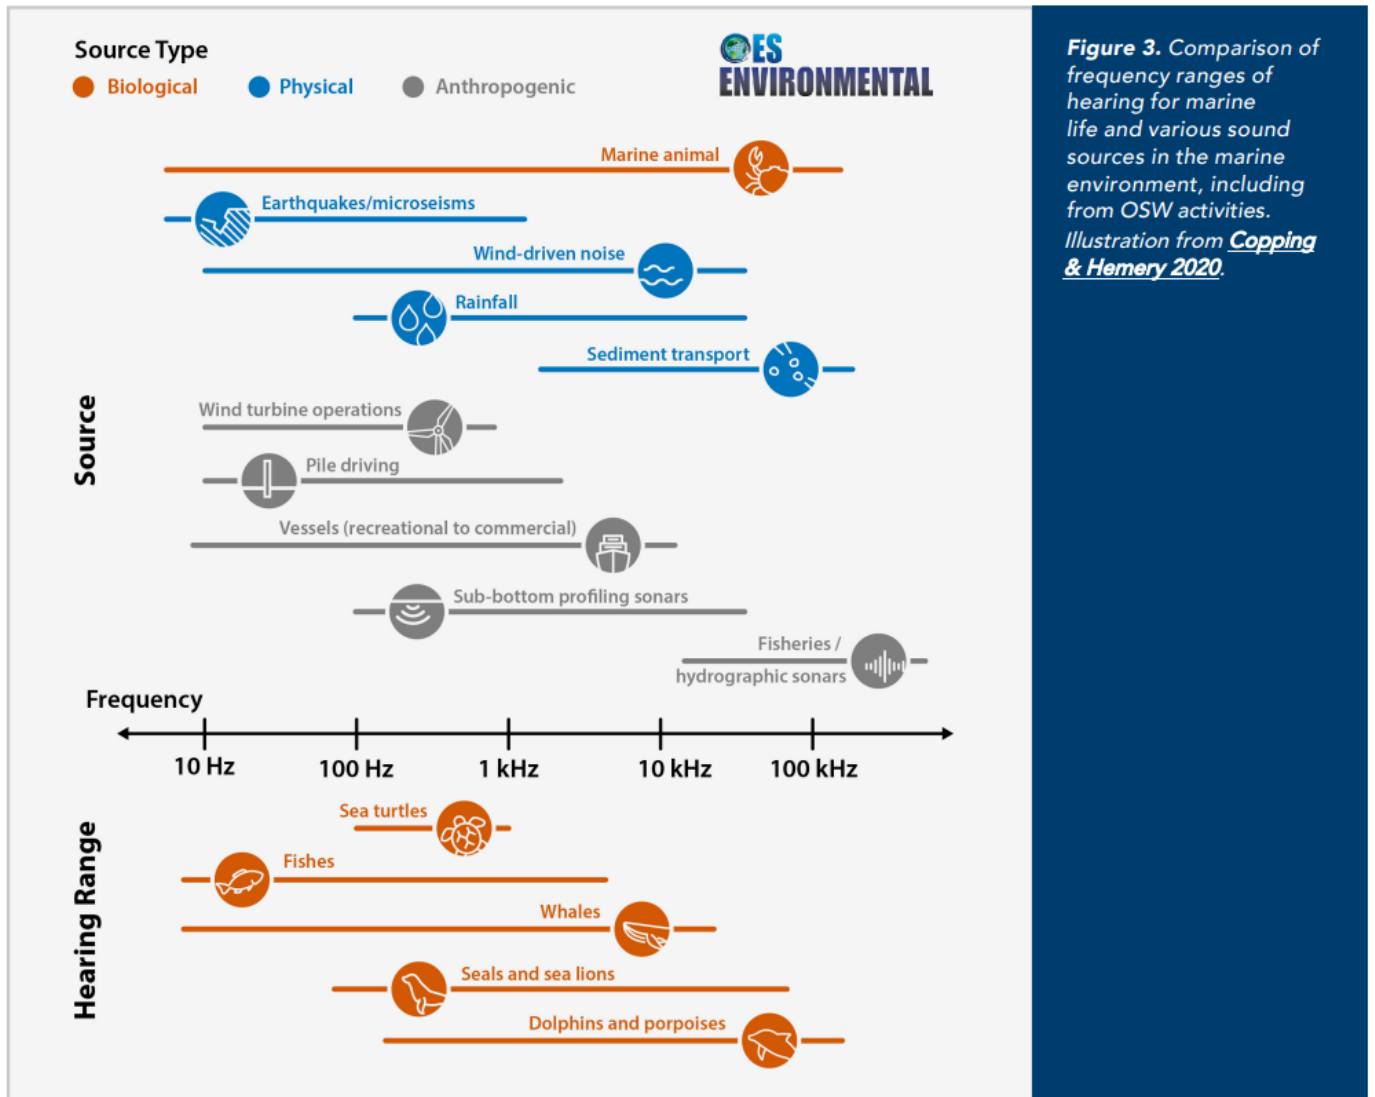 Source Type
Biological
Physical
Anthropogenic
OES
ENVIRONMENTAL
Figure 3. Comparison of
frequency ranges of
hearing for marine
life and various sound
sources in the marine
environment, including
from OSW activities.
Illustration from Copping
& Hemery 2020.
Source
Marine animal
Earthquakes/microseisms
Wind-driven noise
Rainfall
Sediment transport
Wind turbine operations
Pile driving
Vessels (recreational to commercial)
Sub-bottom profiling sonars
Fisheries /
hydrographic sonars
Frequency
10 Hz
100 Hz
1 kHz
10 kHz
100 kHz
Hearing Range
Sea turtles
Fishes
Whales
Seals and sea lions
Dolphins and porpoises